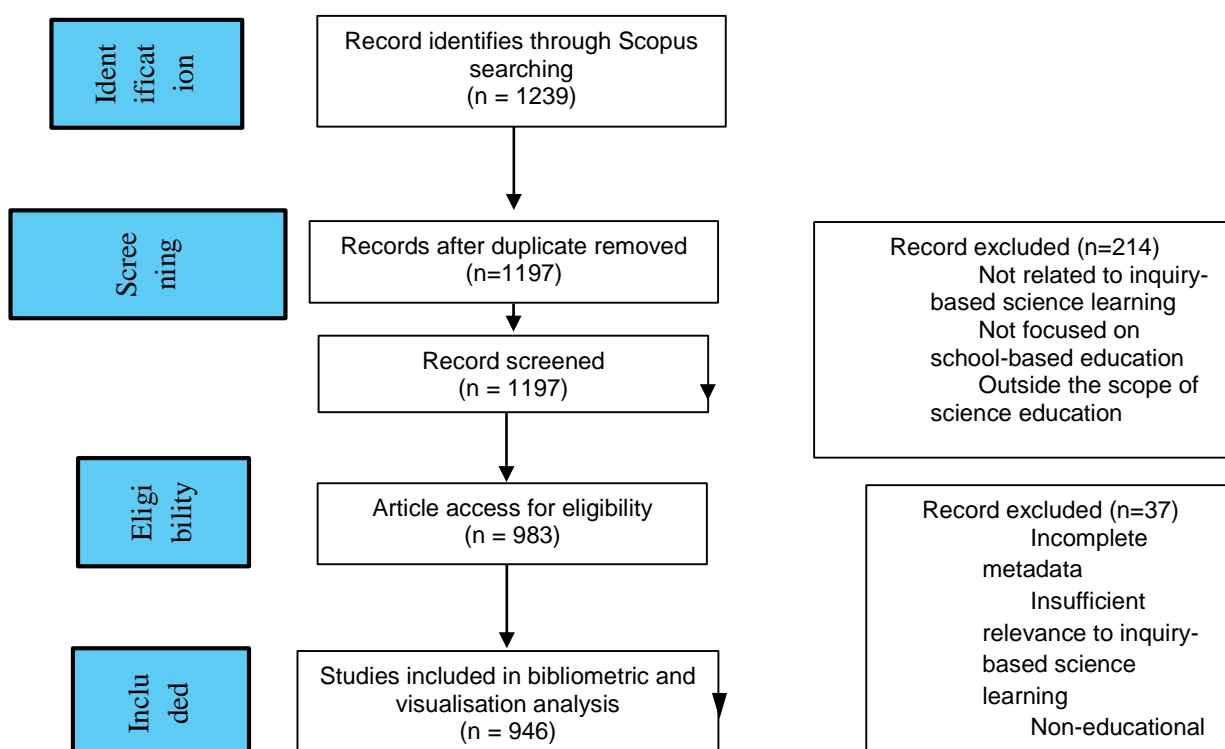 Ident
ificat
ion
Record identifies through Scopus
searching
(n = 1239)
Scree
ning
Records after duplicate removed
(n=1197)
Record screened
(n = 1197)
Record excluded (n=214)
Not related to inquiry-
based science learning
Not focused on
school-based education
Outside the scope of
science education
Eligi
bility
Article access for eligibility
(n = 983)
Record excluded (n=37)
Incomplete
metadata
Insufficient
relevance to inquiry-
based science
learning
Non-educational
Inclu
ded
Studies included in bibliometric and
visualisation analysis
(n = 946)